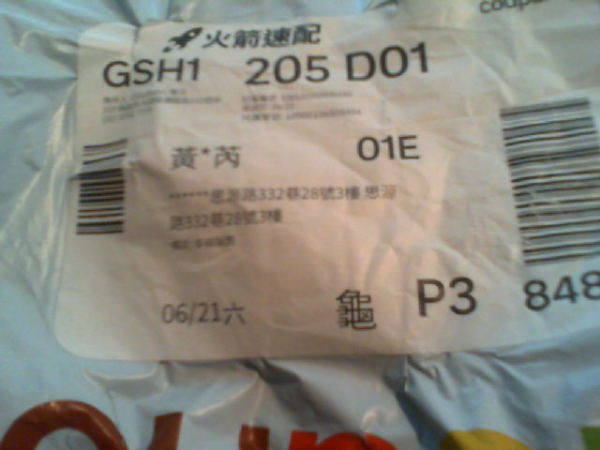 coupa
火箭速配
GSH1 205 D01
黃*芮 01E
******思源路332巷28號3樓 思源
路332巷28號3樓
06/21六 龜 P3 848